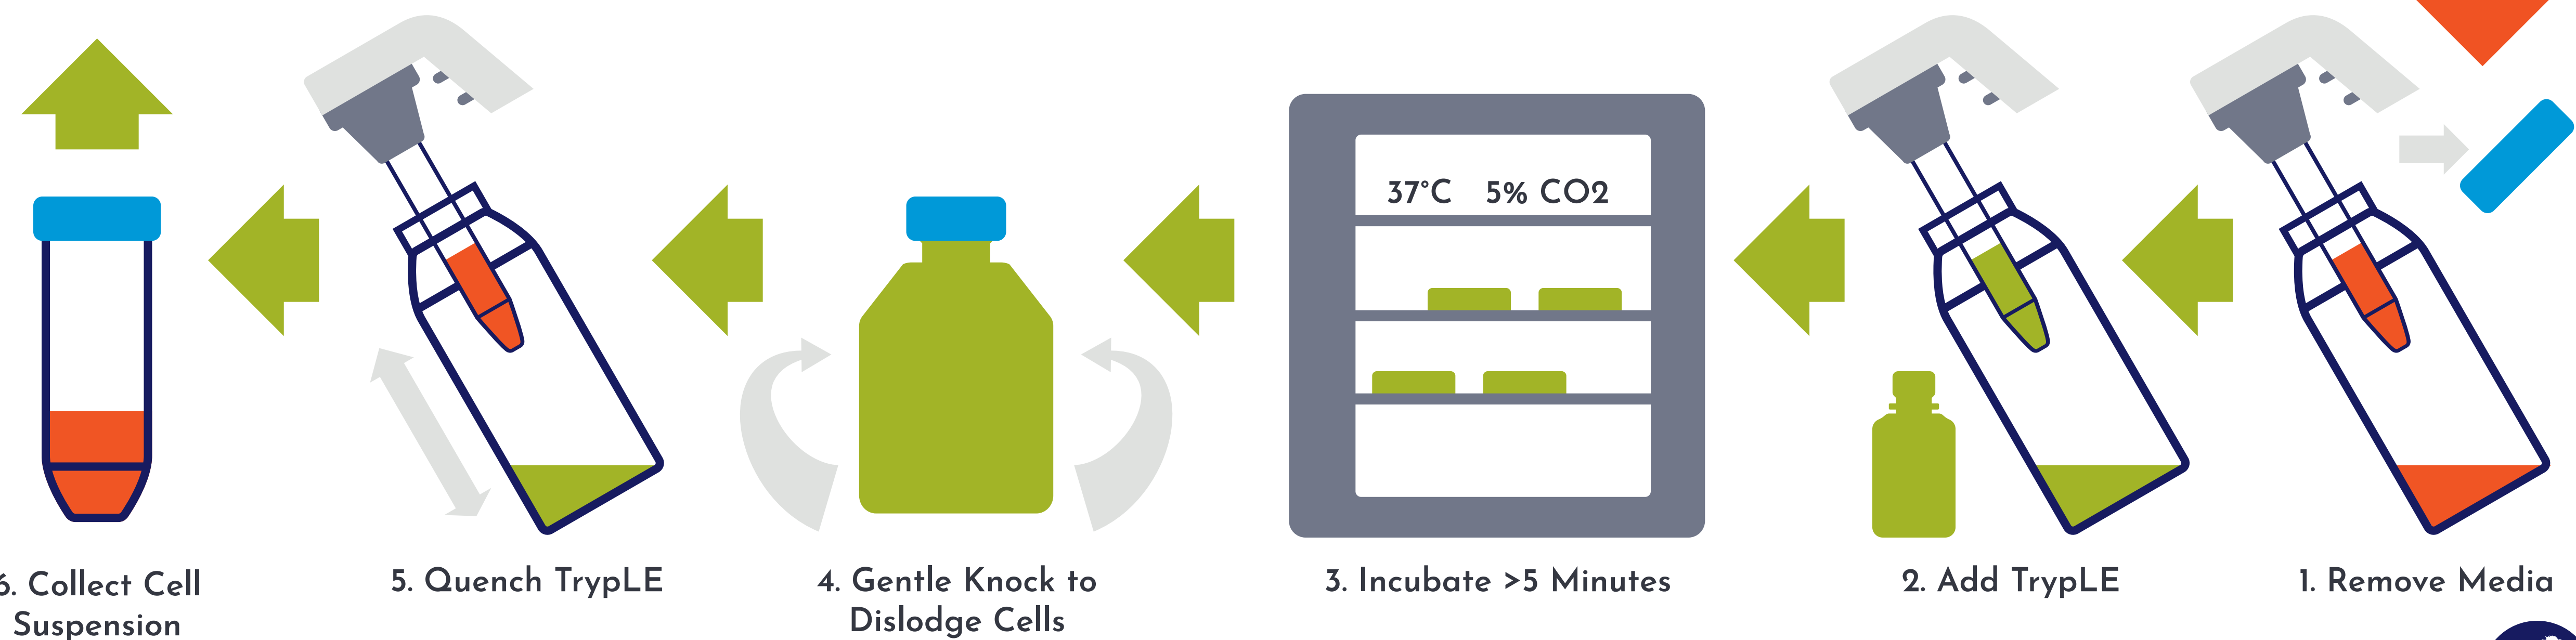 37°C 5% CO2
6. Collect Cell
Suspension
5. Quench TrypLE
4. Gentle Knock to
Dislodge Cells
3. Incubate >5 Minutes
2. Add TrypLE
1. Remove Media